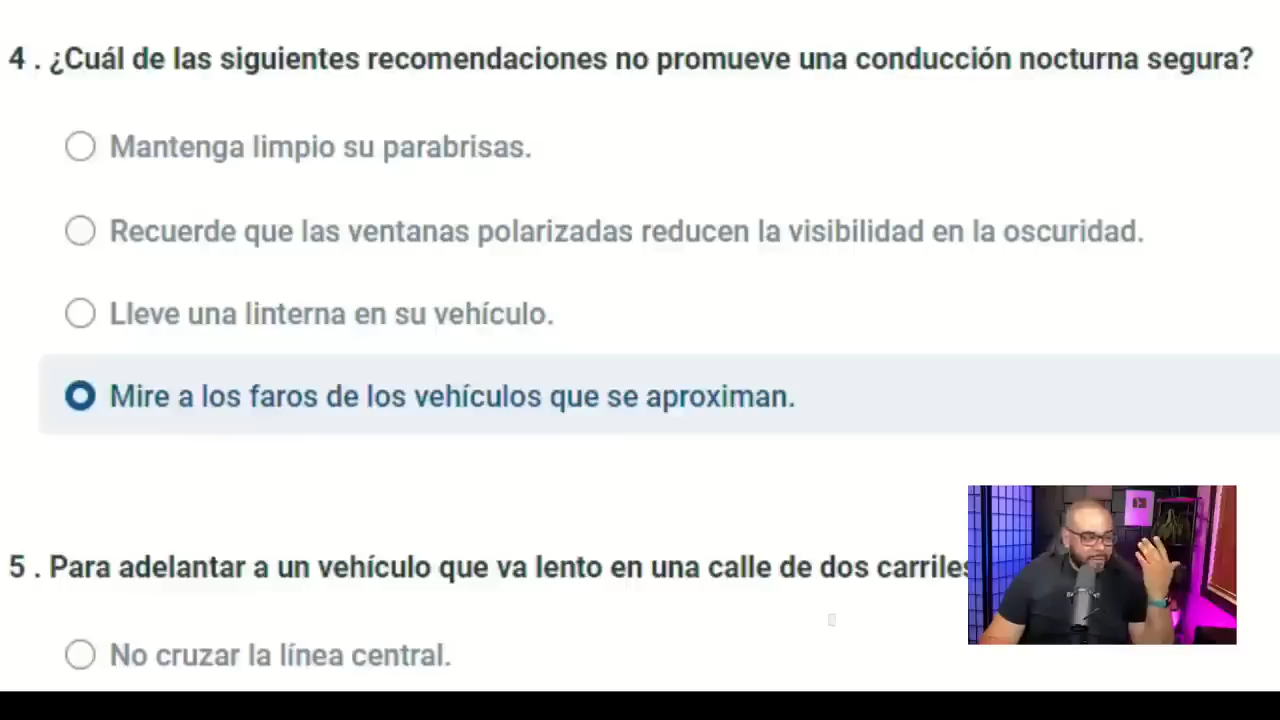 4 . ¿Cuál de las siguientes recomendaciones no promueve una conducción nocturna segura?
Mantenga limpio su parabrisas.
Recuerde que las ventanas polarizadas reducen la visibilidad en la oscuridad.
Lleve una linterna en su vehículo.
Mire a los faros de los vehículos que se aproximan.
5 . Para adelantar a un vehículo que va lento en una calle de dos carriles
No cruzar la línea central.